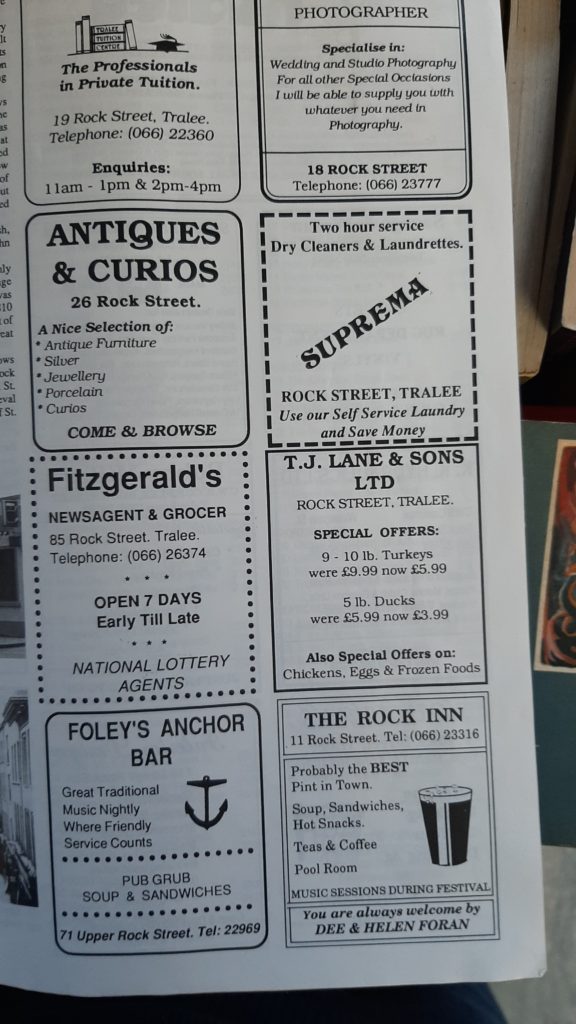 TRALEE
TUITION
CENTRE
The Professionals
in Private Tuition.
19 Rock Street, Tralee.
Telephone: (066) 22360
Enquiries:
11am - 1pm & 2pm-4pm
PHOTOGRAPHER
Specialise in:
Wedding and Studio Photography
For all other Special Occiasions
I will be able to supply you with
whatever you need in
Photography.
18 ROCK STREET
Telephone: (066) 23777
ANTIQUES
& CURIOS
26 Rock Street.
A Nice Selection of:
* Antique Furniture
* Silver
* Jewellery
* Porcelain
* Curios
COME & BROWSE
Two hour service
Dry Cleaners & Laundrettes.
SUPREMA
ROCK STREET, TRALEE
Use our Self Service Laundry
and Save Money
Fitzgerald's
NEWSAGENT & GROCER
85 Rock Street. Tralee.
Telephone: (066) 26374
* * *
OPEN 7 DAYS
Early Till Late
* * *
NATIONAL LOTTERY
AGENTS
T.J. LANE & SONS
LTD
ROCK STREET, TRALEE.
SPECIAL OFFERS:
9 - 10 lb. Turkeys
were £9.99 now £5.99
5 lb. Ducks
were £5.99 now £3.99
Also Special Offers on:
Chickens, Eggs & Frozen Foods
FOLEY'S ANCHOR
BAR
Great Traditional
Music Nightly
Where Friendly
Service Counts
PUB GRUB
SOUP & SANDWICHES
71 Upper Rock Street. Tel: 22969
THE ROCK INN
11 Rock Street. Tel: (066) 23316
Probably the BEST
Pint in Town.
Soup, Sandwiches,
Hot Snacks.
Teas & Coffee
Pool Room
MUSIC SESSIONS DURING FESTIVAL
You are always welcome by
DEE & HELEN FORAN